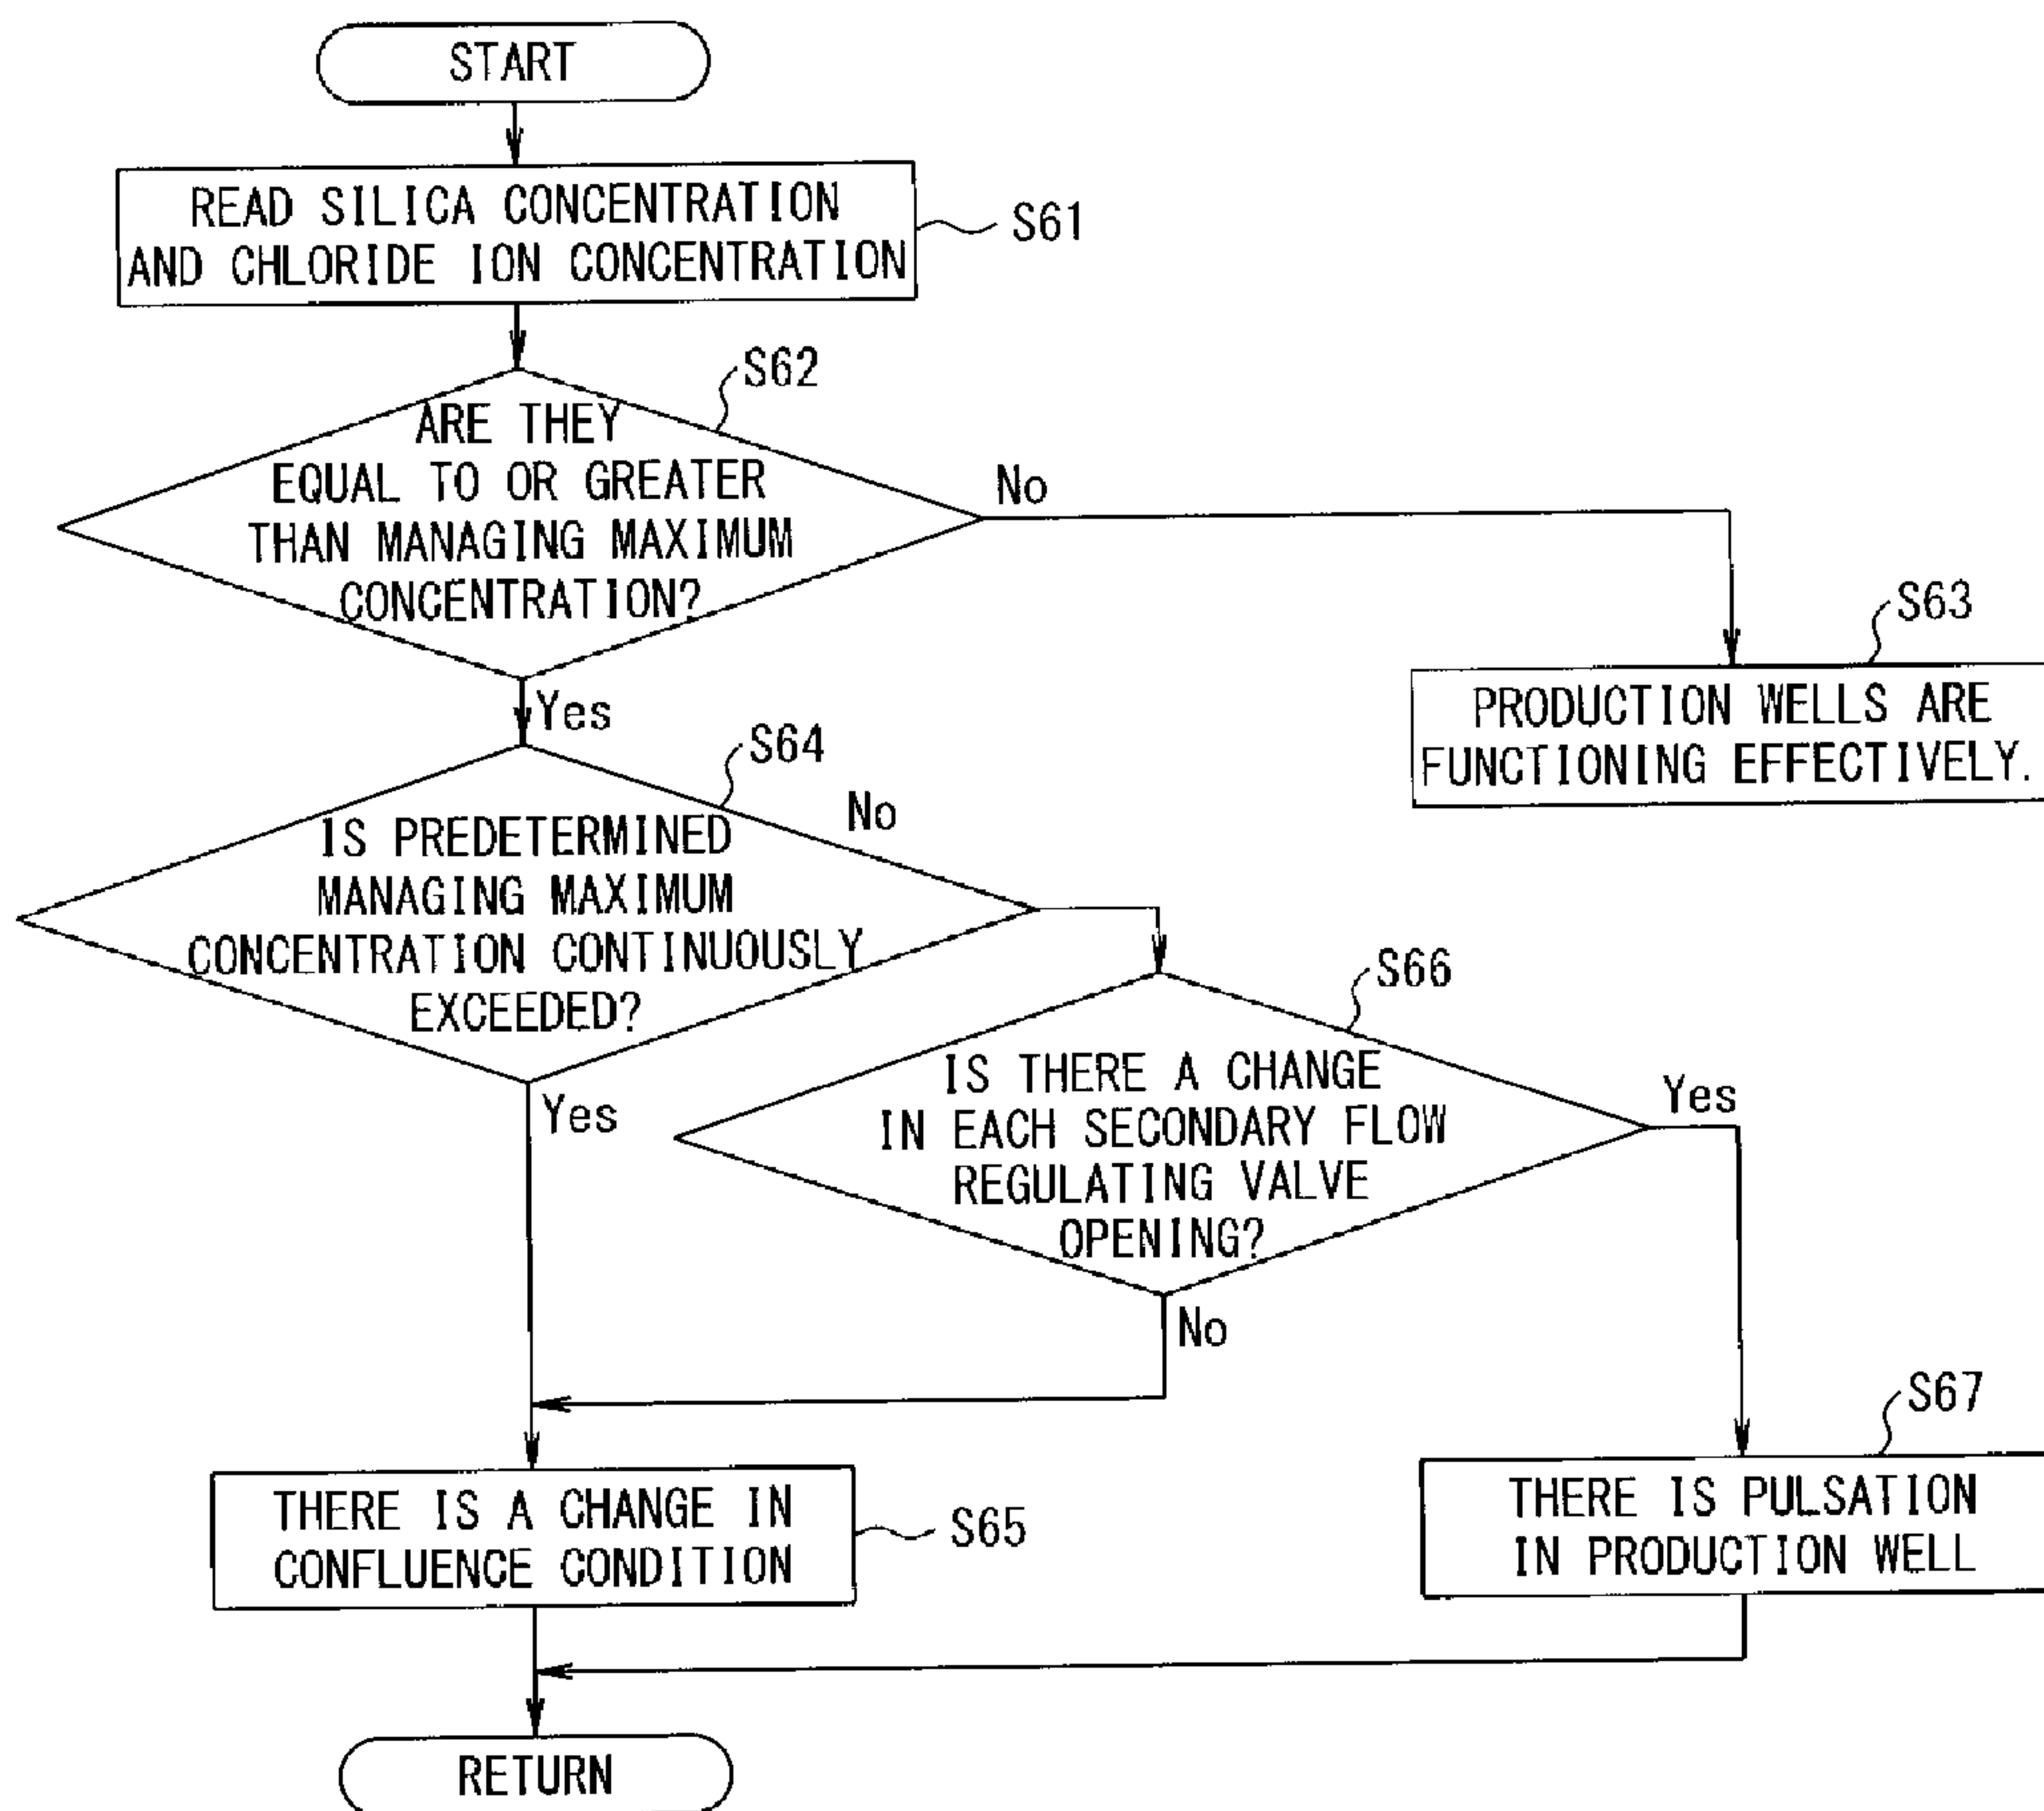 START
READ SILICA CONCENTRATION
AND CHLORIDE ION CONCENTRATION
S61
S62
ARE THEY
EQUAL TO OR GREATER
THAN MANAGING MAXIMUM
CONCENTRATION?
No
Yes
S63
PRODUCTION WELLS ARE
FUNCTIONING EFFECTIVELY.
S64
No
IS PREDETERMINED
MANAGING MAXIMUM
CONCENTRATION CONTINUOUSLY
EXCEEDED?
Yes
S66
IS THERE A CHANGE
IN EACH SECONDARY FLOW
REGULATING VALVE
OPENING?
Yes
No
S67
THERE IS PULSATION
IN PRODUCTION WELL
THERE IS A CHANGE IN
CONFLUENCE CONDITION
S65
RETURN